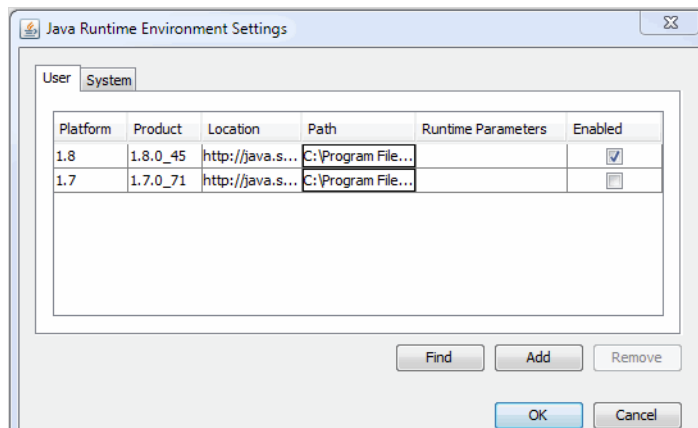 Java Runtime Environment Settings
User System
Platform Product Location Path Runtime Parameters Enabled
1.8 1.8.0_45 http://java.s... C:\Program File...
1.7 1.7.0_71 http://java.s... C:\Program File...
Find Add Remove
OK Cancel